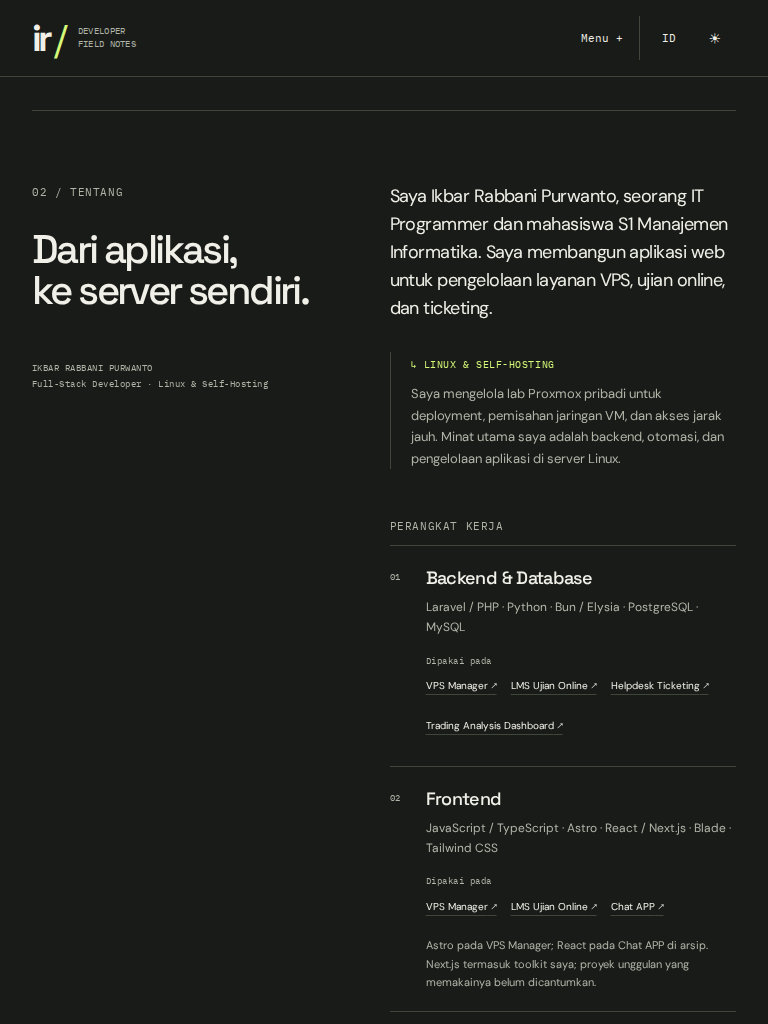 ir/
DEVELOPER
FIELD NOTES
Menu +
ID
☀
02 / TENTANG
Dari aplikasi,
ke server sendiri.
IKBAR RABBANI PURWANTO
Full-Stack Developer · Linux & Self-Hosting
Saya Ikbar Rabbani Purwanto, seorang IT
Programmer dan mahasiswa S1 Manajemen
Informatika. Saya membangun aplikasi web
untuk pengelolaan layanan VPS, ujian online,
dan ticketing.
↳ LINUX & SELF-HOSTING
Saya mengelola lab Proxmox pribadi untuk
deployment, pemisahan jaringan VM, dan akses jarak
jauh. Minat utama saya adalah backend, otomasi, dan
pengelolaan aplikasi di server Linux.
PERANGKAT KERJA
01
Backend & Database
Laravel / PHP · Python · Bun / Elysia · PostgreSQL ·
MySQL
Dipakai pada
VPS Manager ↗ LMS Ujian Online ↗ Helpdesk Ticketing ↗
Trading Analysis Dashboard ↗
02
Frontend
JavaScript / TypeScript · Astro · React / Next.js · Blade ·
Tailwind CSS
Dipakai pada
VPS Manager ↗ LMS Ujian Online ↗ Chat APP ↗
Astro pada VPS Manager; React pada Chat APP di arsip.
Next.js termasuk toolkit saya; proyek unggulan yang
memakainya belum dicantumkan.